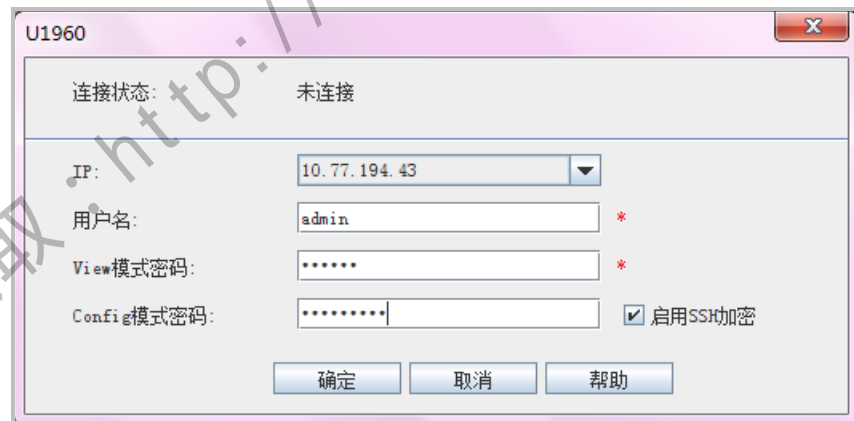 U1960
连接状态: 未连接
IP: 10.77.194.43
用户名: admin *
View模式密码: •••••• *
Config模式密码: ••••••••• 启用SSH加密
确定 取消 帮助
取:http://